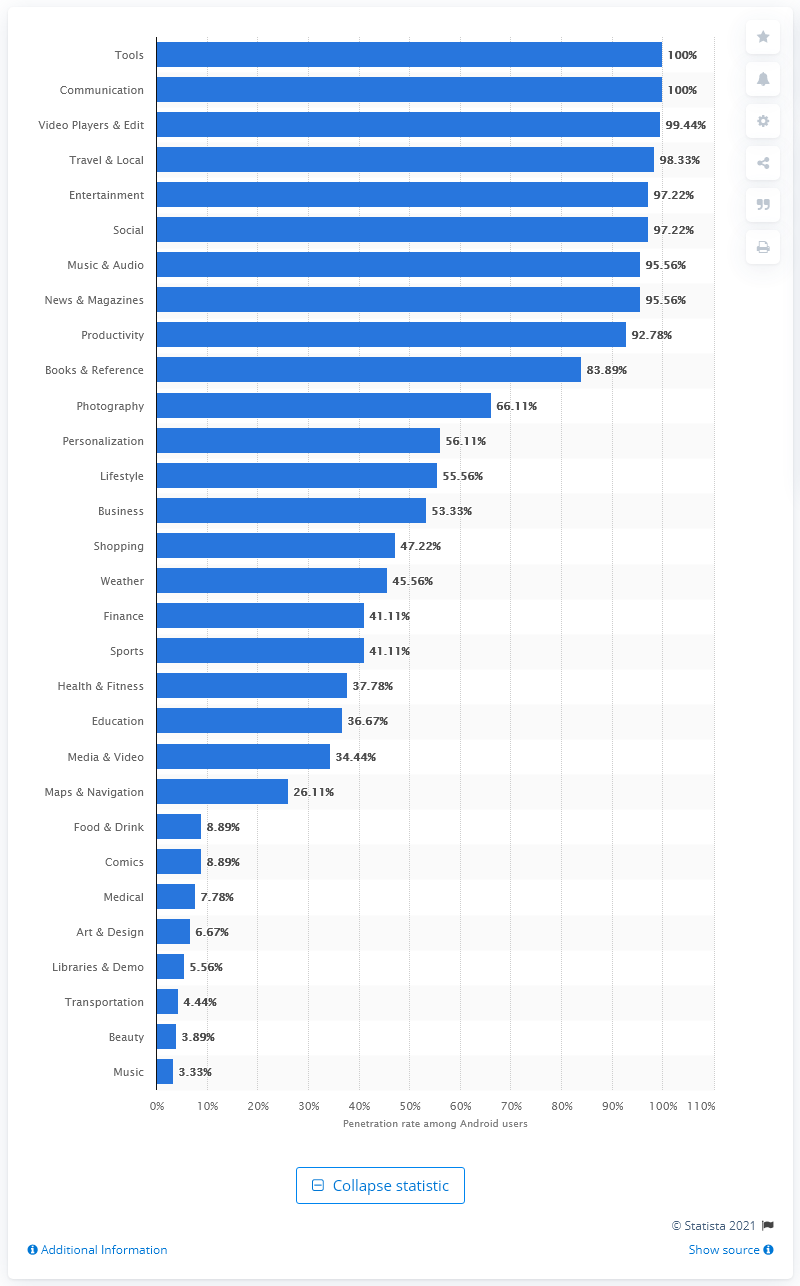 Tools 100%
Communication 100%
Video Players & Edit 99.44%
Travel & Local 98.33%
Entertainment 97.22%
Social 97.22%
Music & Audio 95.56%
News & Magazines 95.56%
Productivity 92.78%
Books & Reference 83.89%
Photography 66.11%
Personalization 56.11%
Lifestyle 55.56%
Business 53.33%
Shopping 47.22%
Weather 45.56%
Finance 41.11%
Sports 41.11%
Health & Fitness 37.78%
Education 36.67%
Media & Video 34.44%
Maps & Navigation 26.11%
Food & Drink 8.89%
Comics 8.89%
Medical 7.78%
Art & Design 6.67%
Libraries & Demo 5.56%
Transportation 4.44%
Beauty 3.89%
Music 3.33%
0% 10% 20% 30% 40% 50% 60% 70% 80% 90% 100% 110%
Penetration rate among Android users
Collapse statistic
© Statista 2021
Additional Information Show source